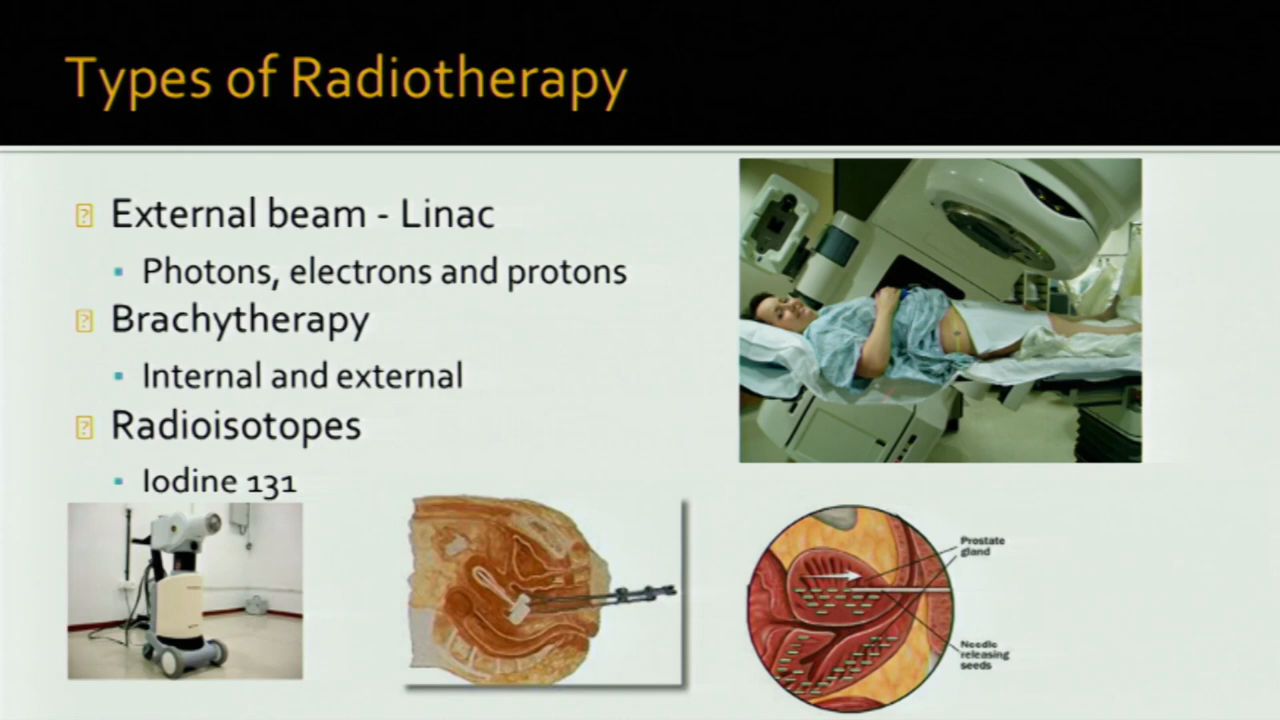 Types of Radiotherapy
External beam - Linac
Photons, electrons and protons
Brachytherapy
Internal and external
Radioisotopes
Iodine 131
Prostate
gland
Needle
releasing
seeds